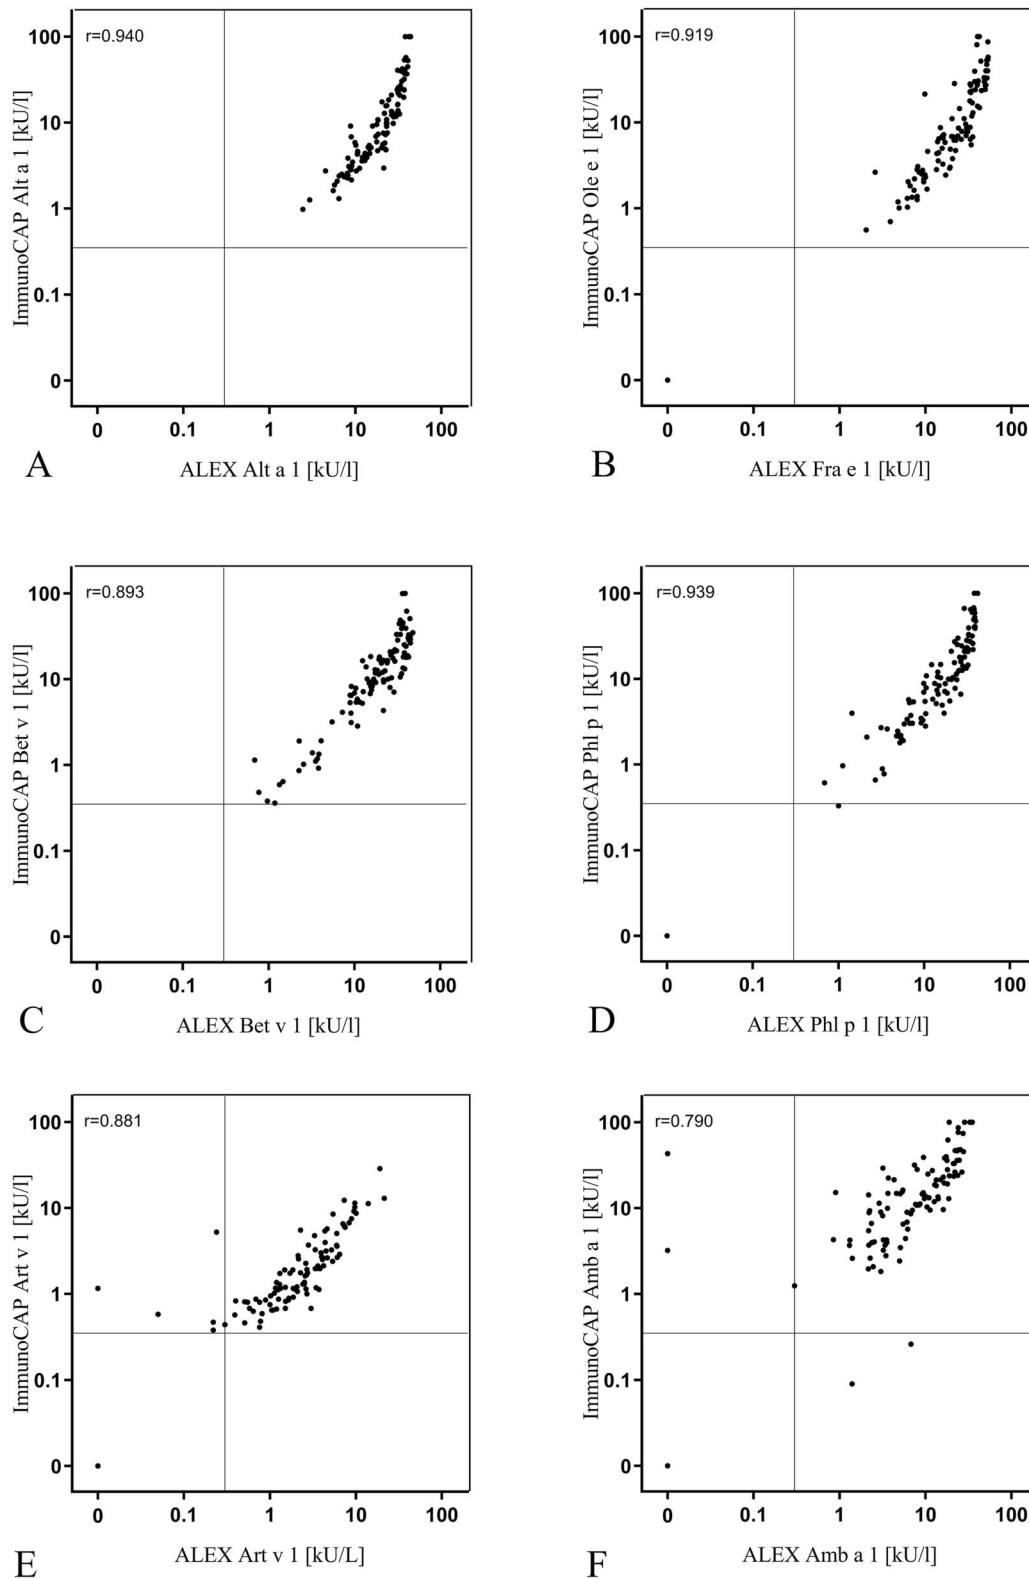 r=0.940
ImmunoCAP Alt a 1 [kU/l]
100
10
1
0.1
0
0 0.1 1 10 100
ALEX Alt a 1 [kU/l]
A
r=0.919
ImmunoCAP Ole e 1 [kU/l]
100
10
1
0.1
0
0 0.1 1 10 100
ALEX Fra e 1 [kU/l]
B
r=0.893
ImmunoCAP Bet v 1 [kU/l]
100
10
1
0.1
0
0 0.1 1 10 100
ALEX Bet v 1 [kU/l]
C
r=0.939
ImmunoCAP Phl p 1 [kU/l]
100
10
1
0.1
0
0 0.1 1 10 100
ALEX Phl p 1 [kU/l]
D
r=0.881
ImmunoCAP Art v 1 [kU/l]
100
10
1
0.1
0
0 0.1 1 10 100
ALEX Art v 1 [kU/L]
E
r=0.790
ImmunoCAP Amb a 1 [kU/l]
100
10
1
0.1
0
0 0.1 1 10 100
ALEX Amb a 1 [kU/l]
F